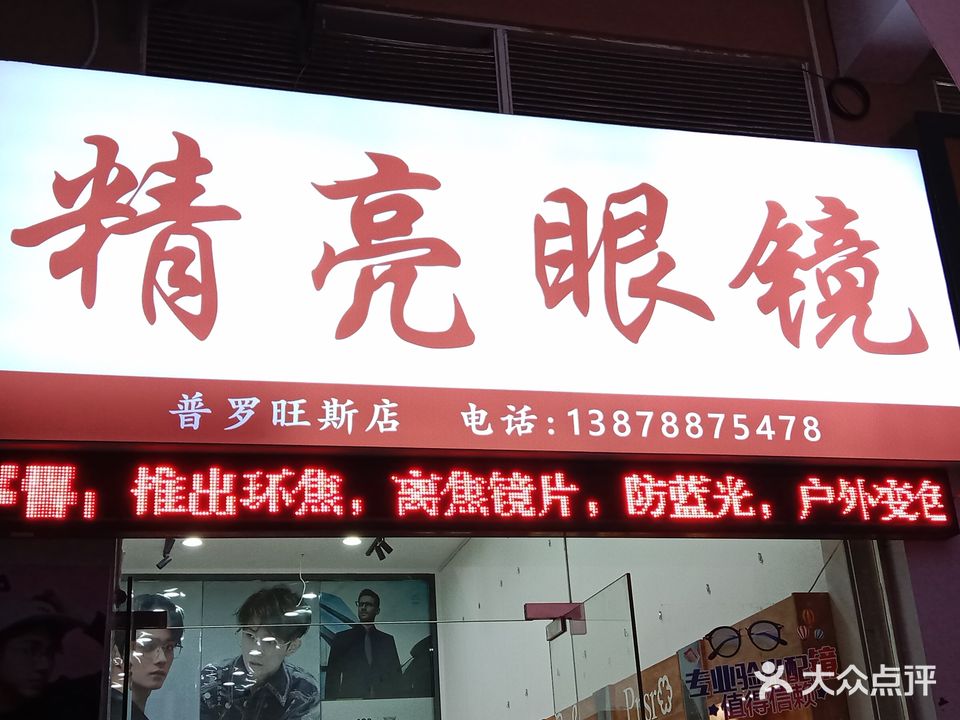 精亮眼镜
普罗旺斯店 电话:13878875478
，推出环焦，离焦镜片，防蓝光，户外变色
专业验光配镜
值得信赖
大众点评